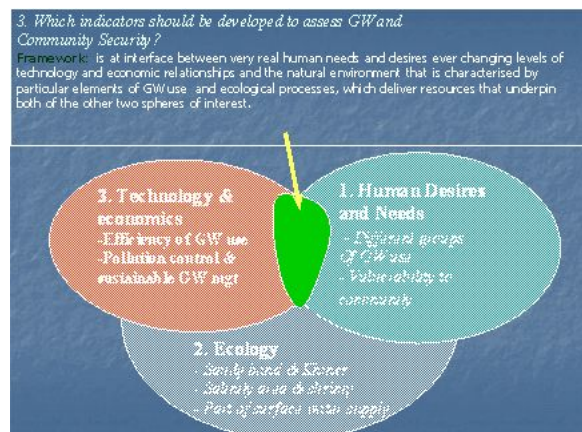 3. Which indicators should be developed to assess GW and
Community Security?
Framework: is at interface between very real human needs and desires ever changing levels of
technology and economic relationships and the natural environment that is characterised by
particular elements of GW use and ecological processes, which deliver resources that underpin
both of the other two spheres of interest.
3. Technology &
economics
-Efficiency of GW use
-Pollution control &
sustainable GW mgt
1. Human Desires
and Needs
- Different groups
Of GW use
- Vulnerability to
community
2. Ecology
- Sandy band & Khmer
- Salinity area & shrimp
- Part of surface water supply